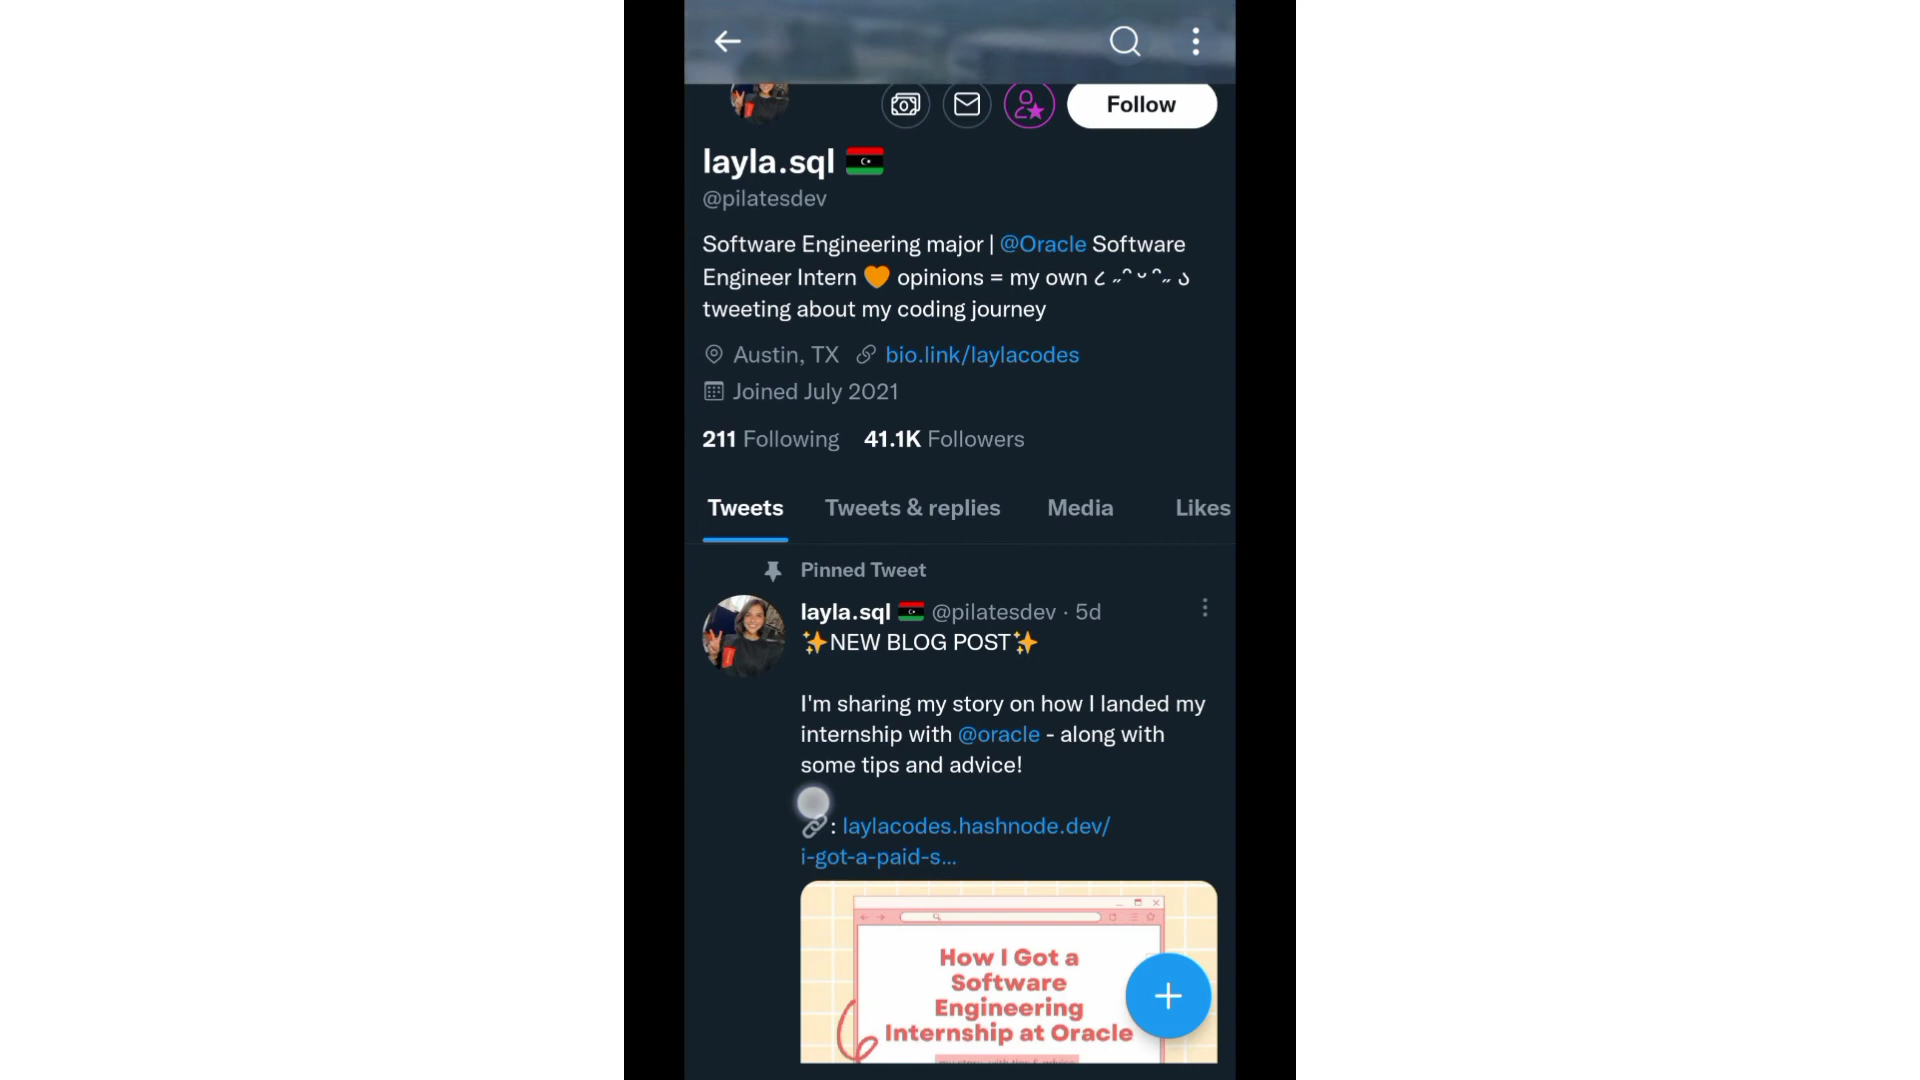 Follow
layla.sql 🇱🇾
@pilatesdev
Software Engineering major | @Oracle Software
Engineer Intern 🧡 opinions = my own ૮ ˶ᵔ ᵕ ᵔ˶ ა
tweeting about my coding journey
Austin, TX bio.link/laylacodes
Joined July 2021
211 Following 41.1K Followers
Tweets Tweets & replies Media Likes
Pinned Tweet
layla.sql 🇱🇾 @pilatesdev · 5d
✨NEW BLOG POST✨
I'm sharing my story on how I landed my
internship with @oracle - along with
some tips and advice!
🔗: laylacodes.hashnode.dev/
i-got-a-paid-s...
How I Got a
Software
Engineering
Internship at Oracle